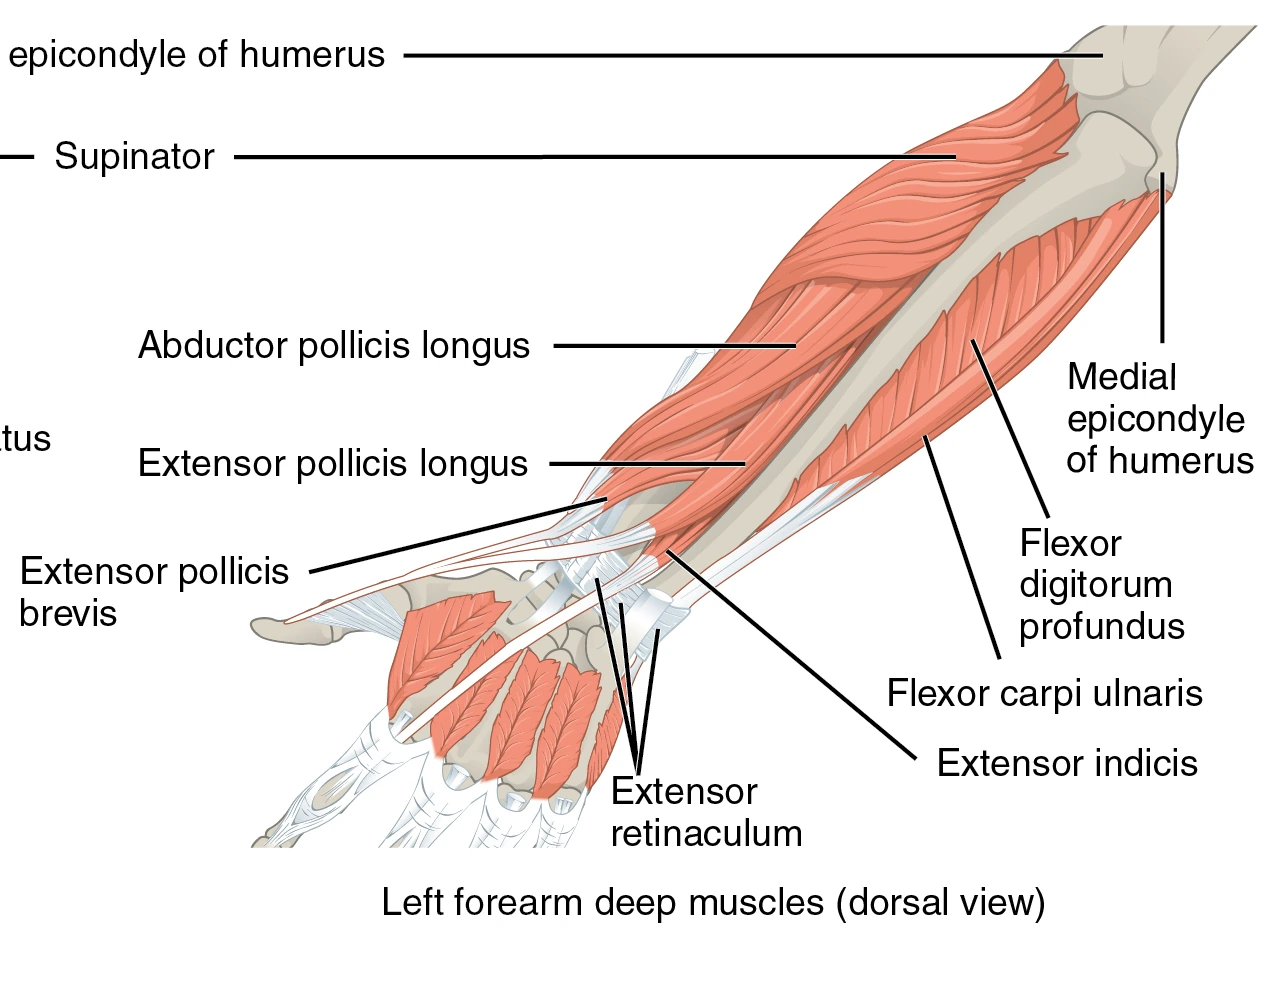 epicondyle of humerus
Supinator
Abductor pollicis longus
Medial
epicondyle
of humerus
tus
Extensor pollicis longus
Flexor
digitorum
profundus
Extensor pollicis
brevis
Flexor carpi ulnaris
Extensor indicis
Extensor
retinaculum
Left forearm deep muscles (dorsal view)